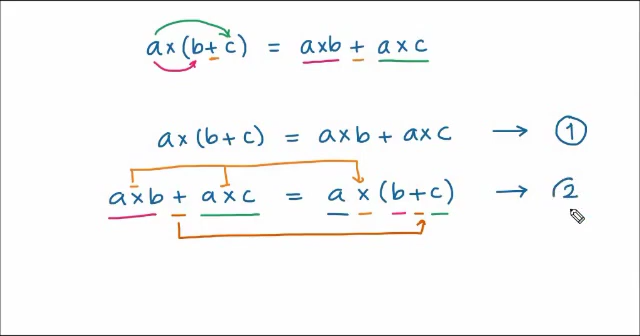 a×(b+c) = a×b + a×c
a×(b+c) = a×b + a×c → 1
a×b + a×c = a×(b+c) → 2